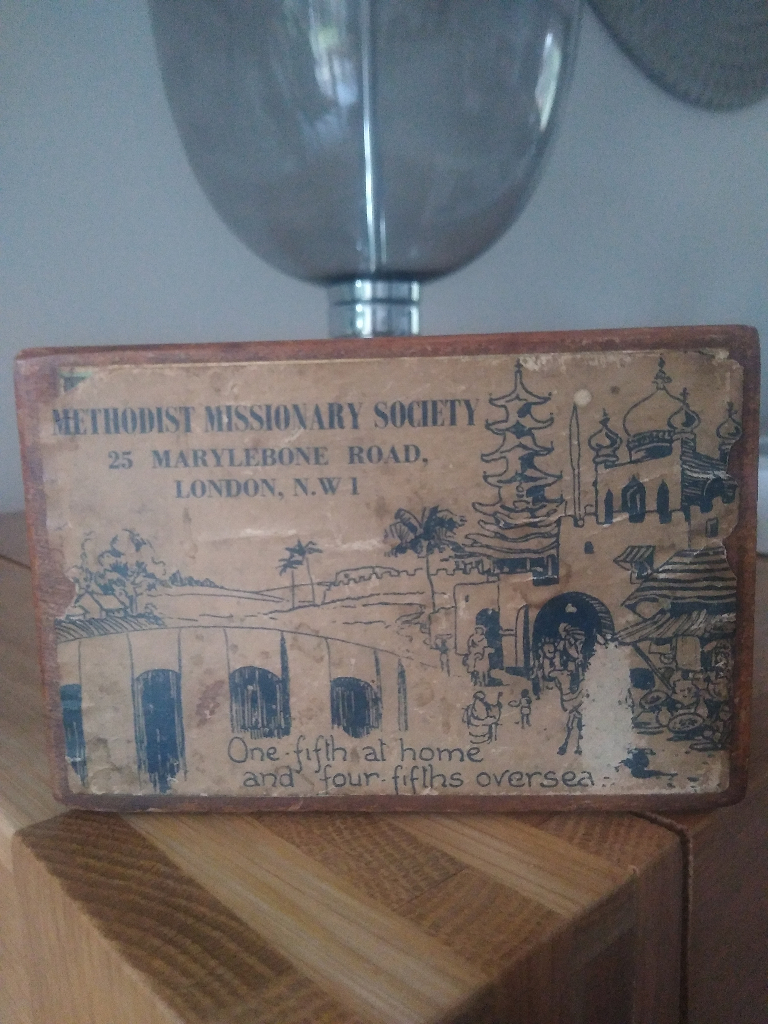 METHODIST MISSIONARY SOCIETY
25 MARYLEBONE ROAD,
LONDON, N.W 1
One-fifth at home
and four-fifths oversea